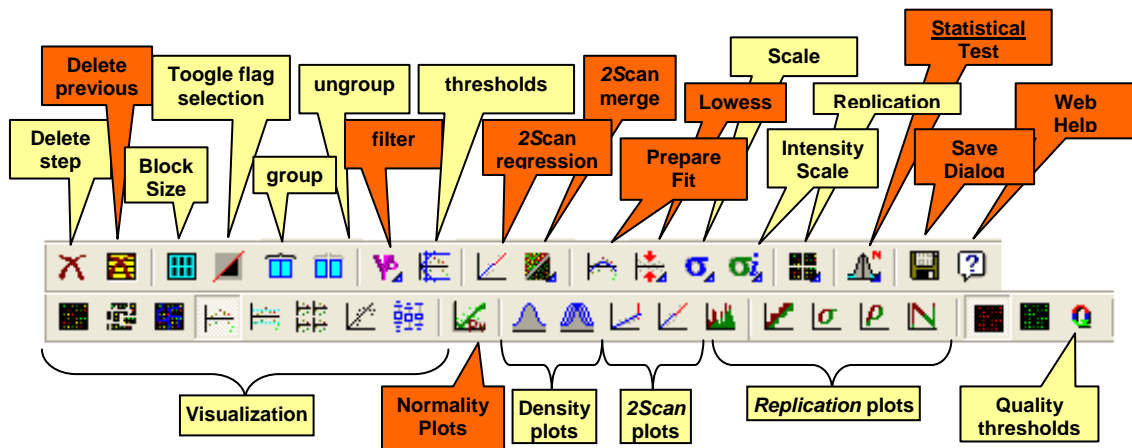 Delete
previous
Toogle flag
selection
ungroup
thresholds
2Scan
merge
Scale
Statistical
Test
Delete
step
Block
Size
group
filter
2Scan
regression
Prepare
Fit
Lowess
Replication
Intensity
Scale
Save
Dialog
Web
Help
σ
σi
N
?
σ
ρ
Visualization
Normality
Plots
Density
plots
2Scan
plots
Replication plots
Quality
thresholds